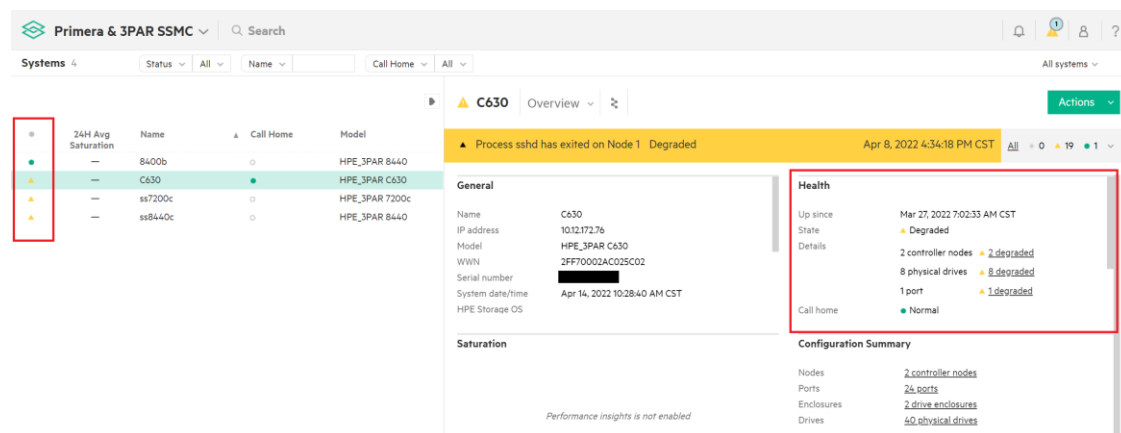 Primera & 3PAR SSMC
Search
1
?
Systems 4
Status
All
Name
Call Home
All
All systems
24H Avg Saturation
Name
Call Home
Model
— 8400b HPE_3PAR 8440
— C630 HPE_3PAR C630
— ss7200c HPE_3PAR 7200c
— ss8440c HPE_3PAR 8440
C630
Overview
Actions
Process sshd has exited on Node 1 Degraded
Apr 8, 2022 4:34:18 PM CST
All 0 19 1
General
Name C630
IP address 10.12.172.76
Model HPE_3PAR C630
WWN 2FF70002AC025C02
Serial number
System date/time Apr 14, 2022 10:28:40 AM CST
HPE Storage OS
Health
Up since Mar 27, 2022 7:02:33 AM CST
State Degraded
Details 2 controller nodes 2 degraded
8 physical drives 8 degraded
1 port 1 degraded
Call home Normal
Saturation
Performance insights is not enabled
Configuration Summary
Nodes 2 controller nodes
Ports 24 ports
Enclosures 2 drive enclosures
Drives 40 physical drives